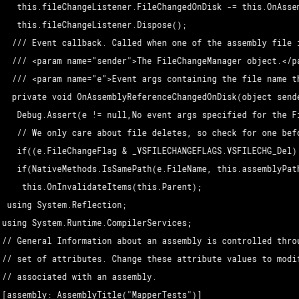 this.fileChangeListener.FileChangedOnDisk -= this.OnAssem
this.fileChangeListener.Dispose();
/// Event callback. Called when one of the assembly file i
/// <param name="sender">The FileChangeManager object.</pa
/// <param name="e">Event args containing the file name th
private void OnAssemblyReferenceChangedOnDisk(object sende
Debug.Assert(e != null,No event args specified for the Fi
// We only care about file deletes, so check for one befo
if((e.FileChangeFlag & _VSFILECHANGEFLAGS.VSFILECHG_Del)
if(NativeMethods.IsSamePath(e.FileName, this.assemblyPath
this.OnInvalidateItems(this.Parent);
using System.Reflection;
using System.Runtime.CompilerServices;
// General Information about an assembly is controlled throu
// set of attributes. Change these attribute values to modif
// associated with an assembly.
[assembly: AssemblyTitle("MapperTests")]